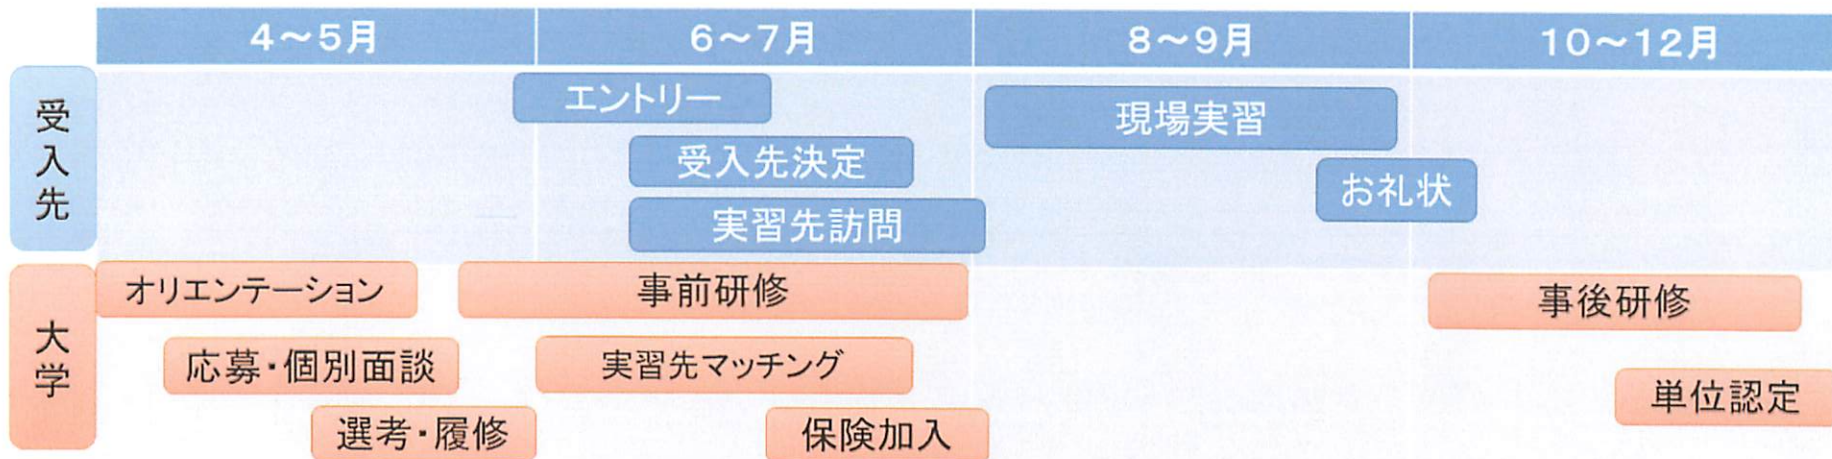 4～5月
6～7月
8～9月
10～12月
受入先
エントリー
現場実習
受入先決定
お礼状
実習先訪問
大学
オリエンテーション
事前研修
事後研修
応募・個別面談
実習先マッチング
単位認定
選考・履修
保険加入